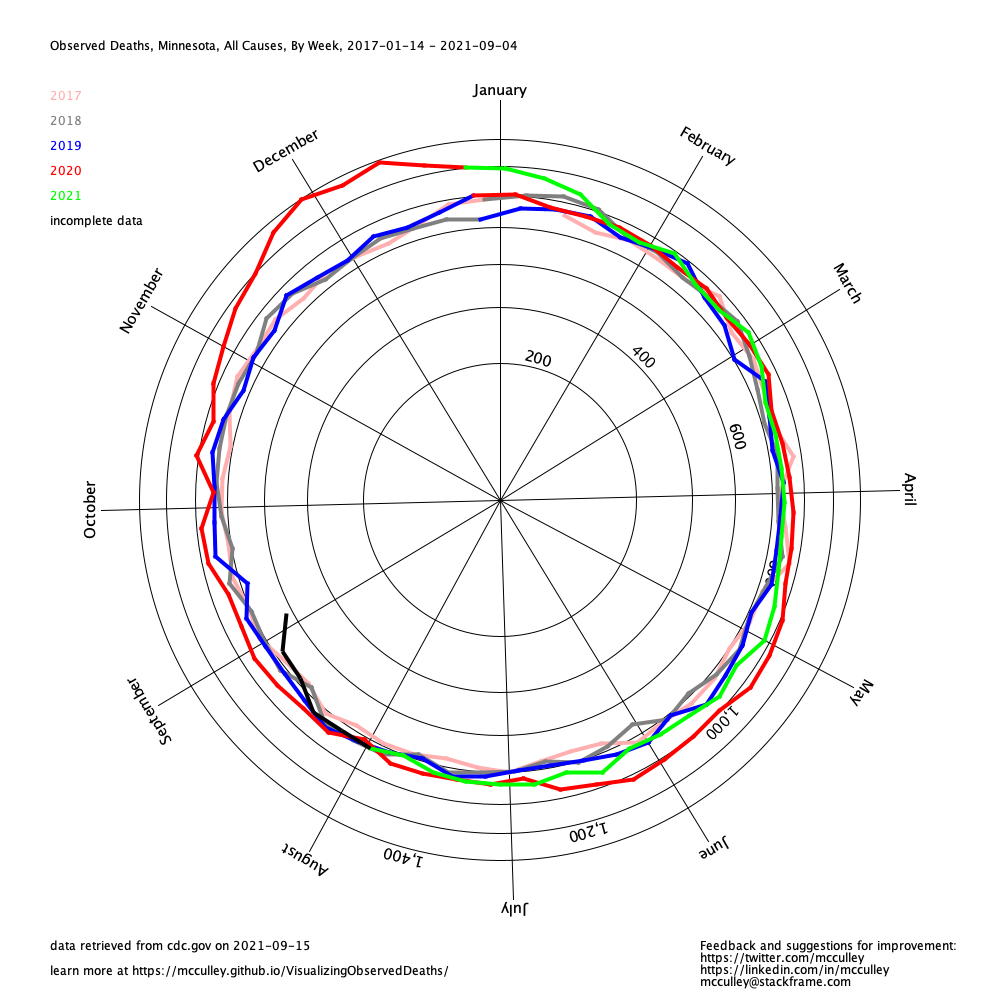 Observed Deaths, Minnesota, All Causes, By Week, 2017-01-14 - 2021-09-04
January
2017
2018
2019
2020
2021
incomplete data
December
February
November
March
200
400
600
October
April
September
May
1,000
1,200
1,400
August
June
July
data retrieved from cdc.gov on 2021-09-15
learn more at https://mcculley.github.io/VisualizingObservedDeaths/
Feedback and suggestions for improvement:
https://twitter.com/mcculley
https://linkedin.com/in/mcculley
mcculley@stackframe.com